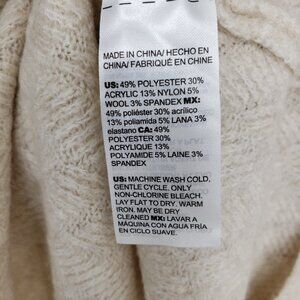 MADE IN CHINA/ HECHO EN
CHINA/ FABRIQUÉ EN CHINE
US: 49% POLYESTER 30%
ACRYLIC 13% NYLON 5%
WOOL 3% SPANDEX MX:
49% poliéster 30% acrílico
13% poliamida 5% LANA 3%
elastano CA: 49%
POLYESTER 30%
ACRYLIQUE 13%
POLYAMIDE 5% LAINE 3%
SPANDEX
US: MACHINE WASH COLD,
GENTLE CYCLE. ONLY
NON-CHLORINE BLEACH.
LAY FLAT TO DRY. WARM
IRON. MAY BE DRY
CLEANED MX: LAVAR A
MÁQUINA CON AGUA FRÍA
EN CICLO SUAVE.